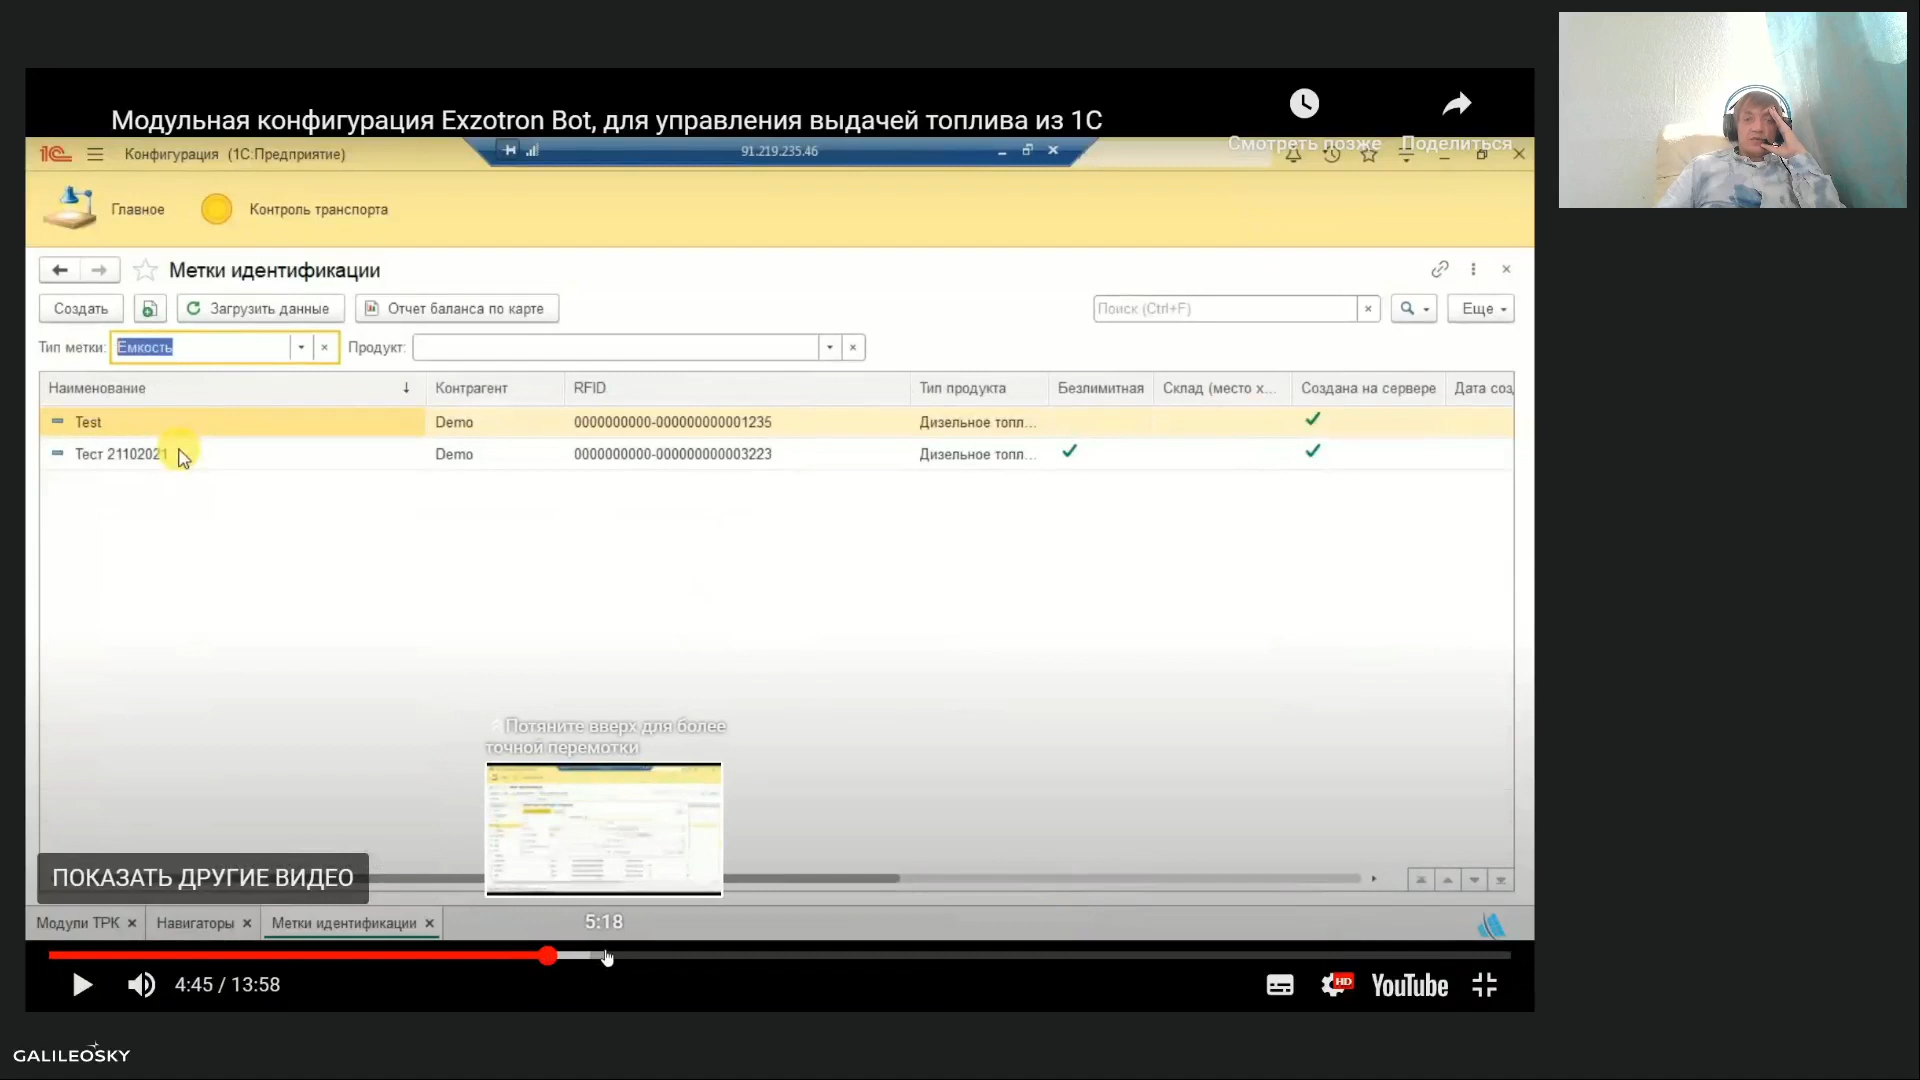 Модульная конфигурация Exzotron Bot, для управления выдачей топлива из 1С
Смотреть позже
Поделиться
Конфигурация (1С:Предприятие)
91.219.235.46
Главное
Контроль транспорта
Метки идентификации
Создать
Загрузить данные
Отчет баланса по карте
Поиск (Ctrl+F)
Еще
Тип метки: Емкость
Продукт:
Наименование Контрагент RFID Тип продукта Безлимитная Склад (место х... Создана на сервере Дата соз
Test Demo 0000000000-000000000001235 Дизельное топл...
Тест 21102021 Demo 0000000000-000000000003223 Дизельное топл...
Потяните вверх для более
точной перемотки
ПОКАЗАТЬ ДРУГИЕ ВИДЕО
Модули ТРК
Навигаторы
Метки идентификации
5:18
4:45 / 13:58
HD
YouTube
GALILEOSKY